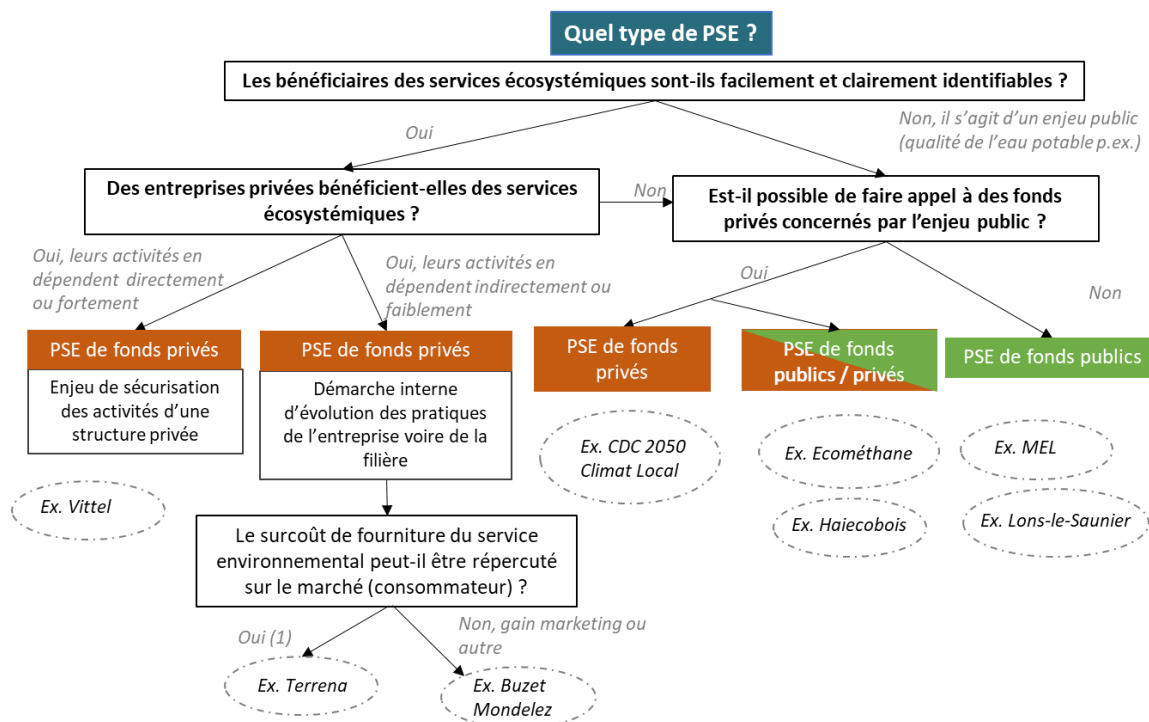 Quel type de PSE ?
Les bénéficiaires des services écosystémiques sont-ils facilement et clairement identifiables ?
Oui
Non, il s'agit d'un enjeu public
(qualité de l'eau potable p.ex.)
Des entreprises privées bénéficient-elles des services
écosystémiques ?
Non
Est-il possible de faire appel à des fonds
privés concernés par l'enjeu public ?
Oui, leurs activités en
dépendent directement
ou fortement
Oui, leurs activités en
dépendent indirectement ou
faiblement
Oui
Non
PSE de fonds privés
Enjeu de sécurisation
des activités d'une
structure privée
PSE de fonds privés
Démarche interne
d'évolution des pratiques
de l'entreprise voire de la
filière
PSE de fonds
privés
PSE de fonds
publics / privés
PSE de fonds publics
Ex. Vittel
Ex. CDC 2050
Climat Local
Ex. Ecométhane
Ex. MEL
Ex. Haiecobois
Ex. Lons-le-Saunier
Le surcoût de fourniture du service
environnemental peut-il être répercuté
sur le marché (consommateur) ?
Oui (1)
Non, gain marketing ou
autre
Ex. Terrena
Ex. Buzet
Mondelez